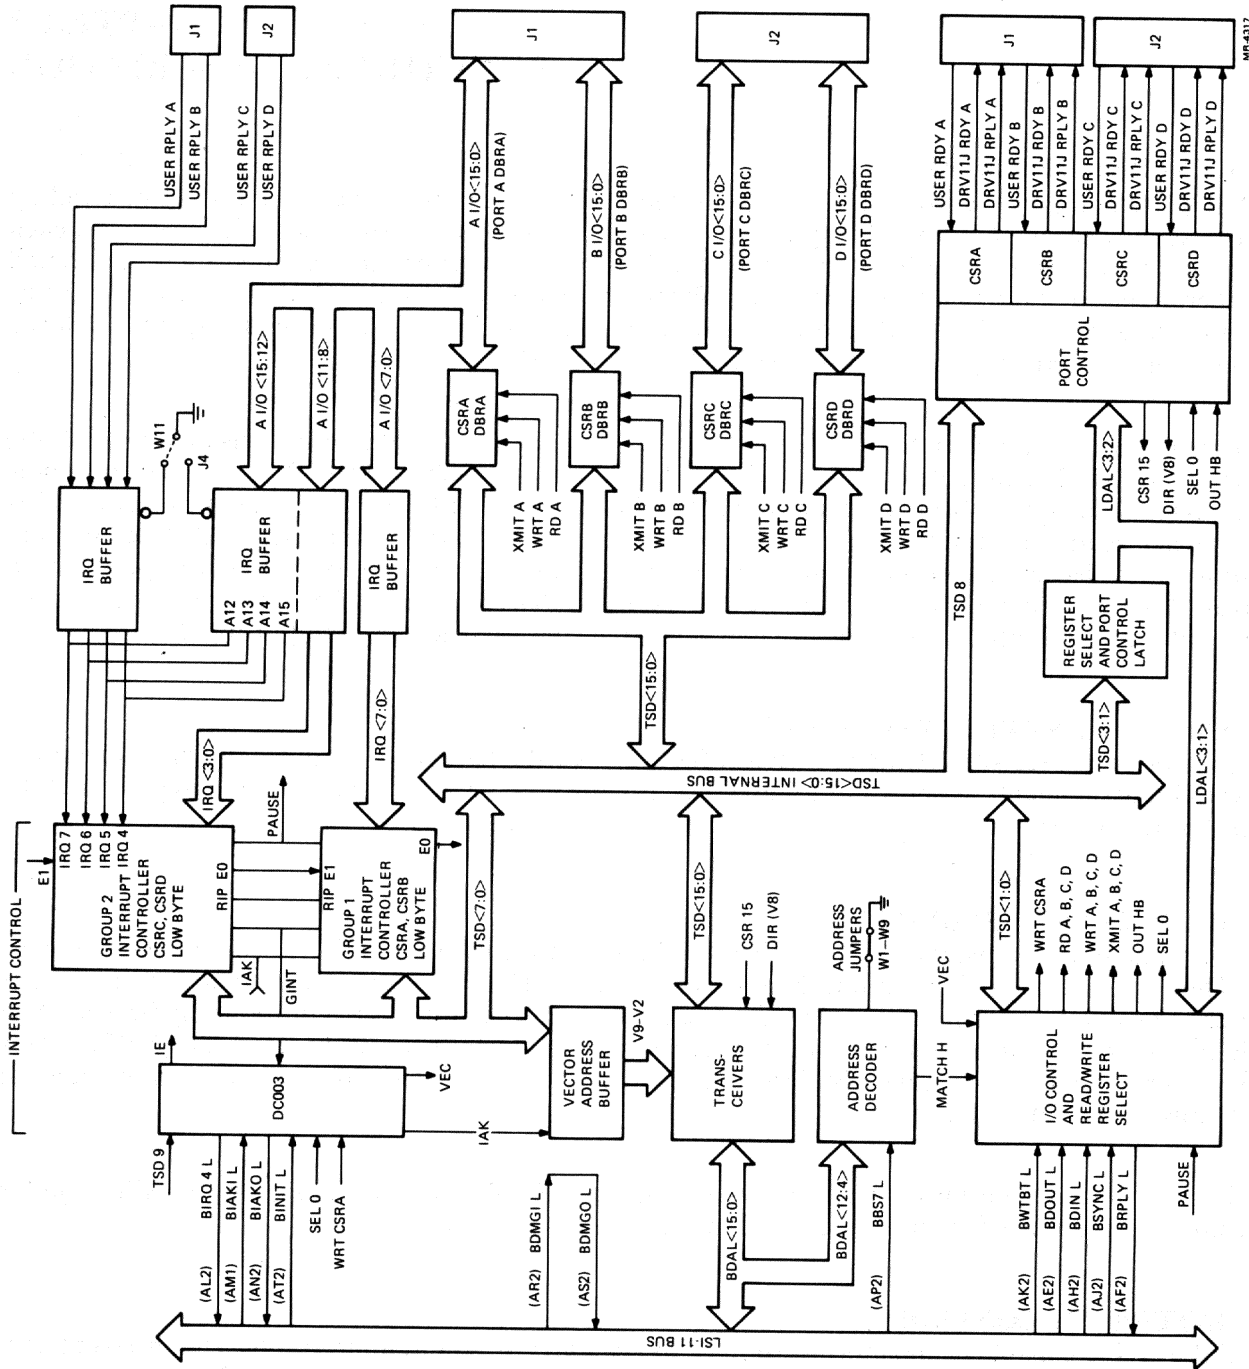 INTERRUPT CONTROL
J1
J2
USER RPLY A
USER RPLY B
USER RPLY C
USER RPLY D
IRQ
BUFFER
W11
J4
IRQ
BUFFER
A12
A13
A14
A15
IRQ
BUFFER
A I/O <15:12>
A I/O <11:8>
A I/O <7:0>
E1
IRQ 7
IRQ 6
IRQ 5
IRQ 4
GROUP 2
INTERRUPT
CONTROLLER
CSRC, CSRD
LOW BYTE
RIP E0
IRQ <3:0>
PAUSE
IAK
GINT
RIP E1
GROUP 1
INTERRUPT
CONTROLLER
CSRA, CSRB
LOW BYTE
E0
IRQ <7:0>
TSD 9
IE
DC003
VEC
IAK
(AL2) BIRQ 4 L
(AM1) BIAKI L
(AN2) BIAKO L
(AT2) BINIT L
SEL 0
WRT CSRA
(AR2) BDMGI L
(AS2) BDMGO L
VECTOR
ADDRESS
BUFFER
V9-V2
TSD<7:0>
J1
A I/O<15:0>
(PORT A DBRA)
B I/O<15:0>
(PORT B DBRB)
J2
C I/O<15:0>
(PORT C DBRC)
D I/O<15:0>
(PORT D DBRD)
CSRA
DBRA
XMIT A
WRT A
RD A
CSRB
DBRB
XMIT B
WRT B
RD B
CSRC
DBRC
XMIT C
WRT C
RD C
CSRD
DBRD
XMIT D
WRT D
RD D
TSD<15:0>
TSD<15:0> INTERNAL BUS
TRANS-
CEIVERS
TSD<15:0>
CSR 15
DIR (V8)
BDAL<15:0>
BDAL<12:4>
ADDRESS
DECODER
ADDRESS
JUMPERS
W1-W9
(AP2) BBS7 L
MATCH H
LSI-11 BUS
J1
J2
USER RDY A
DRV11J RDY A
DRV11J RPLY A
USER RDY B
DRV11J RDY B
DRV11J RPLY B
USER RDY C
DRV11J RDY C
DRV11J RPLY C
USER RDY D
DRV11J RDY D
DRV11J RPLY D
CSRA
CSRB
CSRC
CSRD
PORT
CONTROL
TSD 8
LDAL<3:2>
CSR 15
DIR (V8)
SEL 0
OUT HB
REGISTER
SELECT
AND PORT
CONTROL
LATCH
TSD<3:1>
LDAL<3:1>
TSD<1:0>
VEC
WRT CSRA
RD A, B, C, D
WRT A, B, C, D
XMIT A, B, C, D
OUT HB
SEL 0
I/O CONTROL
AND
READ/WRITE
REGISTER
SELECT
(AK2) BWTBT L
(AE2) BDOUT L
(AH2) BDIN L
(AJ2) BSYNC L
(AF2) BRPLY L
PAUSE
MR-4317